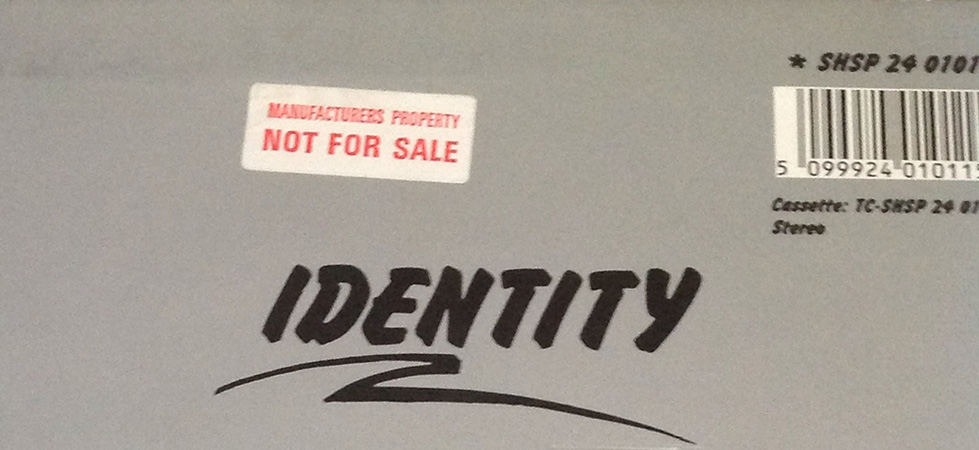 * SHSP 24 0101
MANUFACTURERS PROPERTY
NOT FOR SALE
5 099924 01011
Cassette: TC-SHSP 24 01
Stereo
IDENTITY